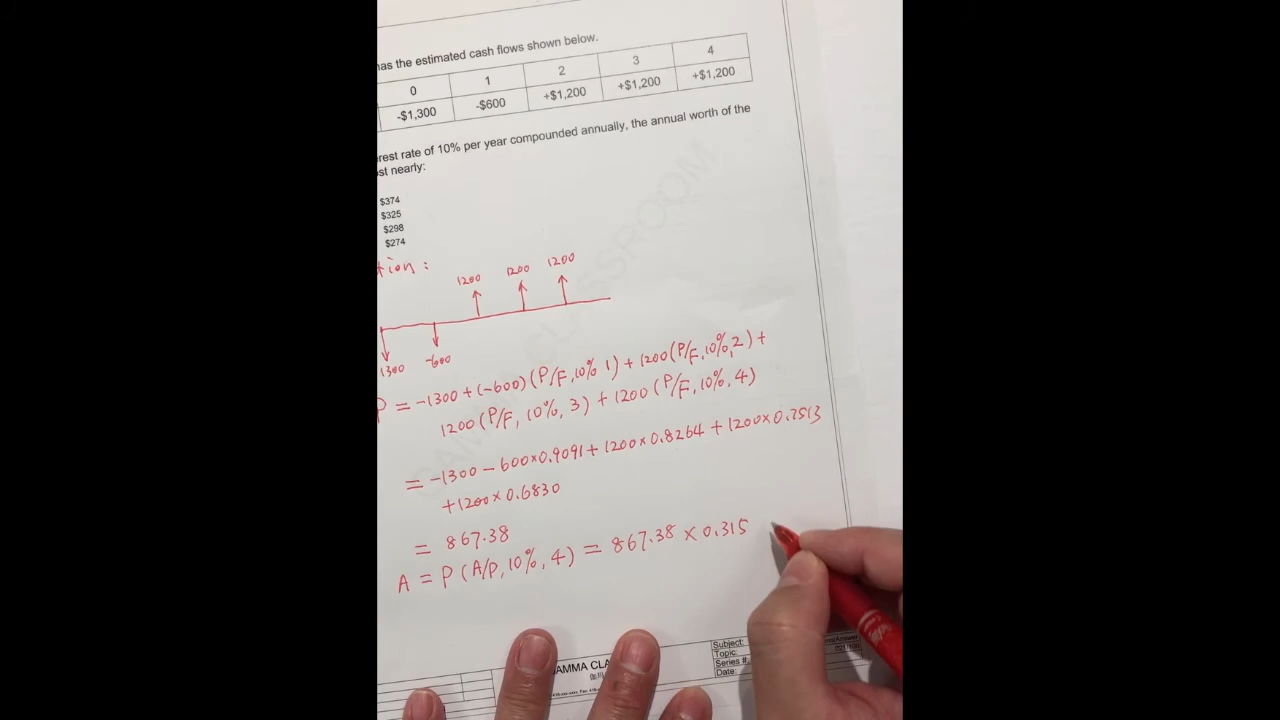 has the estimated cash flows shown below.
0 1 2 3 4
-$1,300 -$600 +$1,200 +$1,200 +$1,200
rest rate of 10% per year compounded annually, the annual worth of the
st nearly:
$374
$325
$298
$274
tion:
1200 1200 1200
1300 -600
P = -1300 + (-600) (P/F, 10% 1) + 1200 (P/F, 10%, 2) +
1200 (P/F, 10%, 3) + 1200 (P/F, 10%, 4)
= -1300 - 600×0.9091 + 1200×0.8264 + 1200×0.7513
+1200×0.6830
= 867.38
A = P (A/P, 10%, 4) = 867.38 × 0.315
GAMMA CLASSROOM
GAMMA CLA
Subject:
Topic:
Series #,
Date: